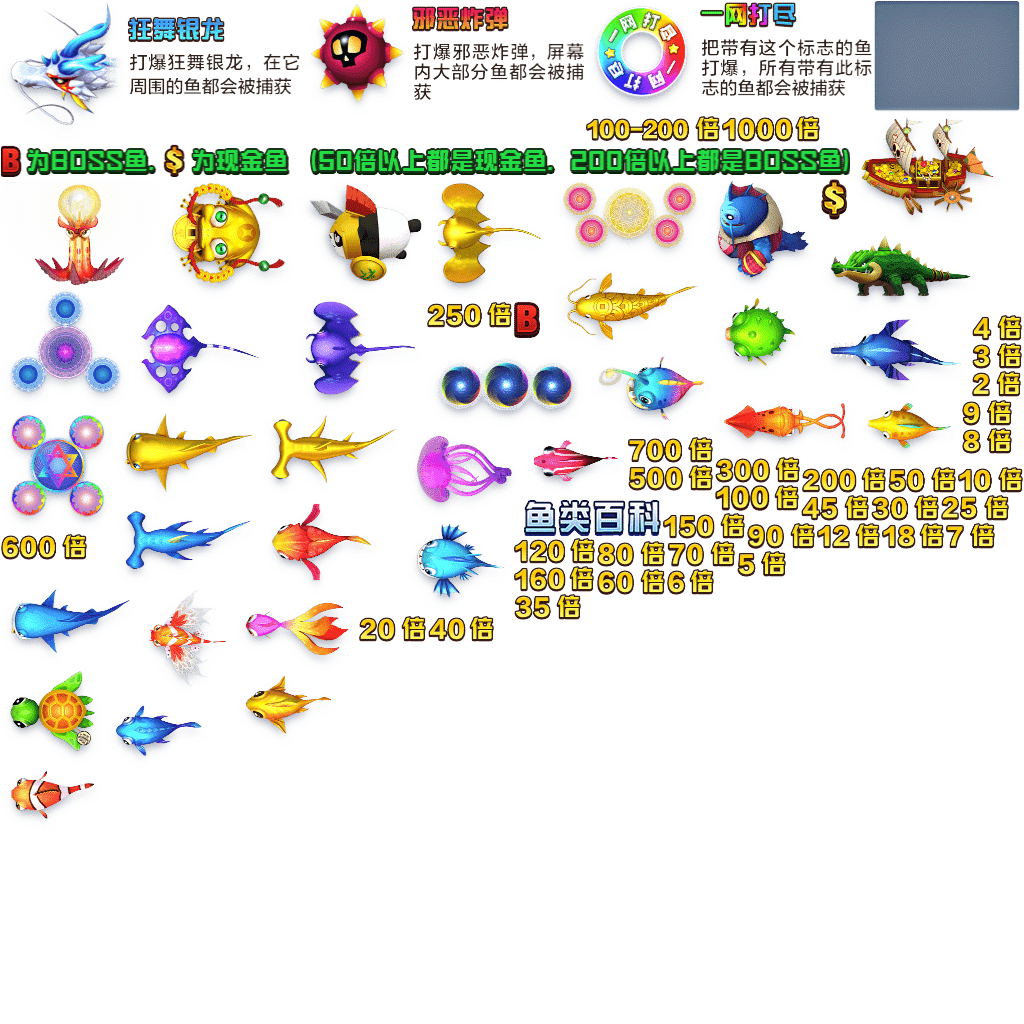 狂舞银龙
打爆狂舞银龙，在它
周围的鱼都会被捕获
邪恶炸弹
打爆邪恶炸弹，屏幕
内大部分鱼都会被捕
获
一网打尽
一网打尽
一网打尽
把带有这个标志的鱼
打爆，所有带有此标
志的鱼都会被捕获
100-200 倍
1000 倍
B 为BOSS鱼. $ 为现金鱼 (50倍以上都是现金鱼. 200倍以上都是BOSS鱼)
$
250 倍
B
4 倍
3 倍
2 倍
9 倍
8 倍
700 倍
500 倍
300 倍
100 倍
200 倍
50 倍
10 倍
45 倍
30 倍
25 倍
鱼类百科
150 倍
90 倍
12 倍
18 倍
7 倍
600 倍
120 倍
80 倍
70 倍
5 倍
160 倍
60 倍
6 倍
35 倍
20 倍
40 倍